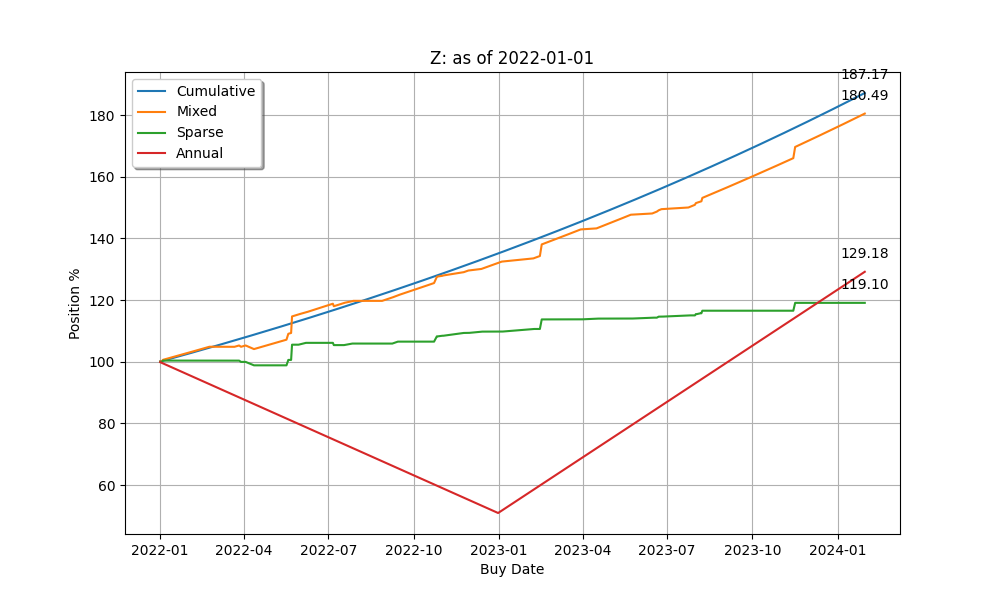 Z: as of 2022-01-01
Cumulative
Mixed
Sparse
Annual
187.17
180.49
129.18
119.10
Position %
180
160
140
120
100
80
60
2022-01 2022-04 2022-07 2022-10 2023-01 2023-04 2023-07 2023-10 2024-01
Buy Date